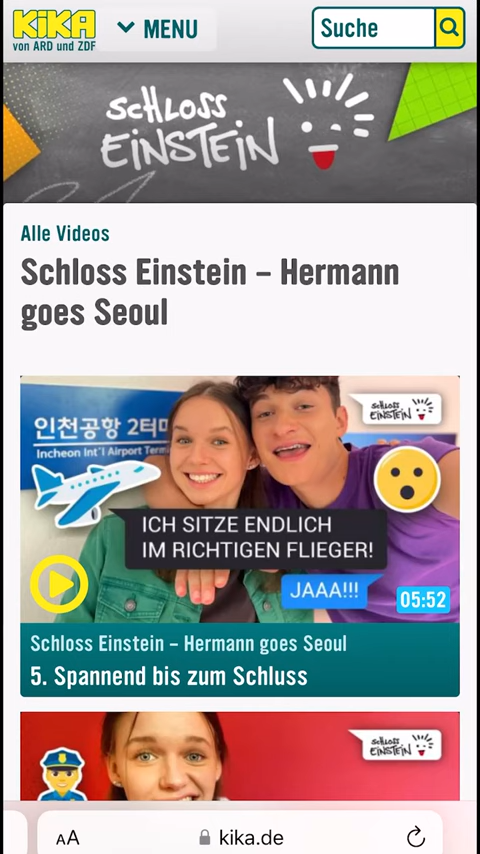 KiKA
von ARD und ZDF
MENU
Suche
SCHLOSS
EINSTEIN
Alle Videos
Schloss Einstein – Hermann
goes Seoul
SCHLOSS
EINSTEIN
인천공항 2터미
Incheon Int'l Airport Term
ICH SITZE ENDLICH
IM RICHTIGEN FLIEGER!
JAAA!!!
05:52
Schloss Einstein – Hermann goes Seoul
5. Spannend bis zum Schluss
SCHLOSS
EINSTEIN
AA
kika.de